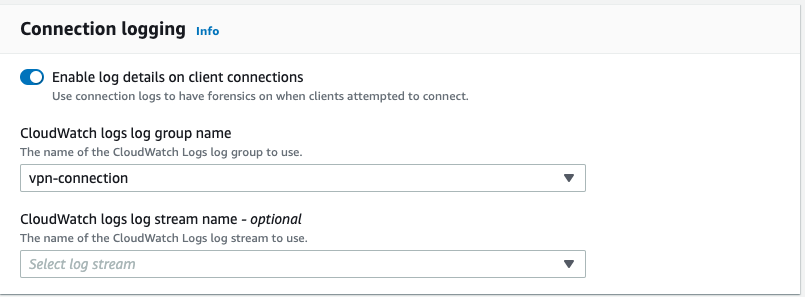 Connection logging Info
Enable log details on client connections
Use connection logs to have forensics on when clients attempted to connect.
CloudWatch logs log group name
The name of the CloudWatch Logs log group to use.
vpn-connection
CloudWatch logs log stream name - optional
The name of the CloudWatch Logs log stream to use.
Select log stream